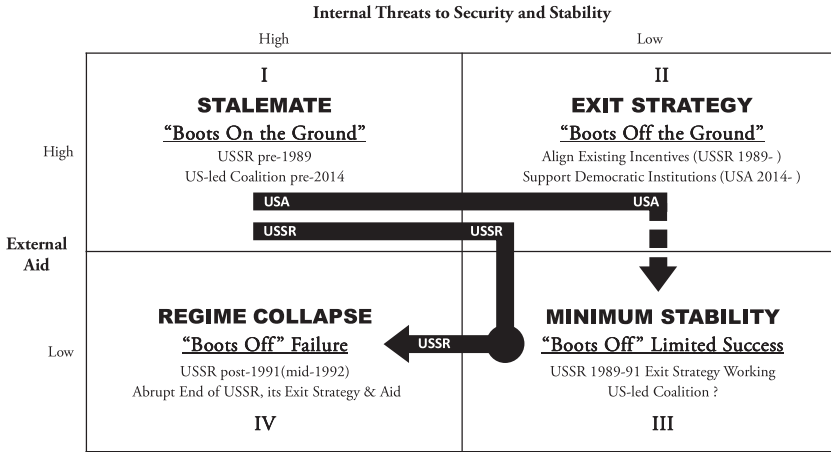 Internal Threats to Security and Stability
High
Low
I
STALEMATE
"Boots On the Ground"
USSR pre-1989
US-led Coalition pre-2014
II
EXIT STRATEGY
"Boots Off the Ground"
Align Existing Incentives (USSR 1989- )
Support Democratic Institutions (USA 2014- )
High
USA
USA
USSR
USSR
External
Aid
Low
REGIME COLLAPSE
"Boots Off" Failure
USSR post-1991(mid-1992)
Abrupt End of USSR, its Exit Strategy & Aid
IV
USSR
MINIMUM STABILITY
"Boots Off" Limited Success
USSR 1989-91 Exit Strategy Working
US-led Coalition ?
III